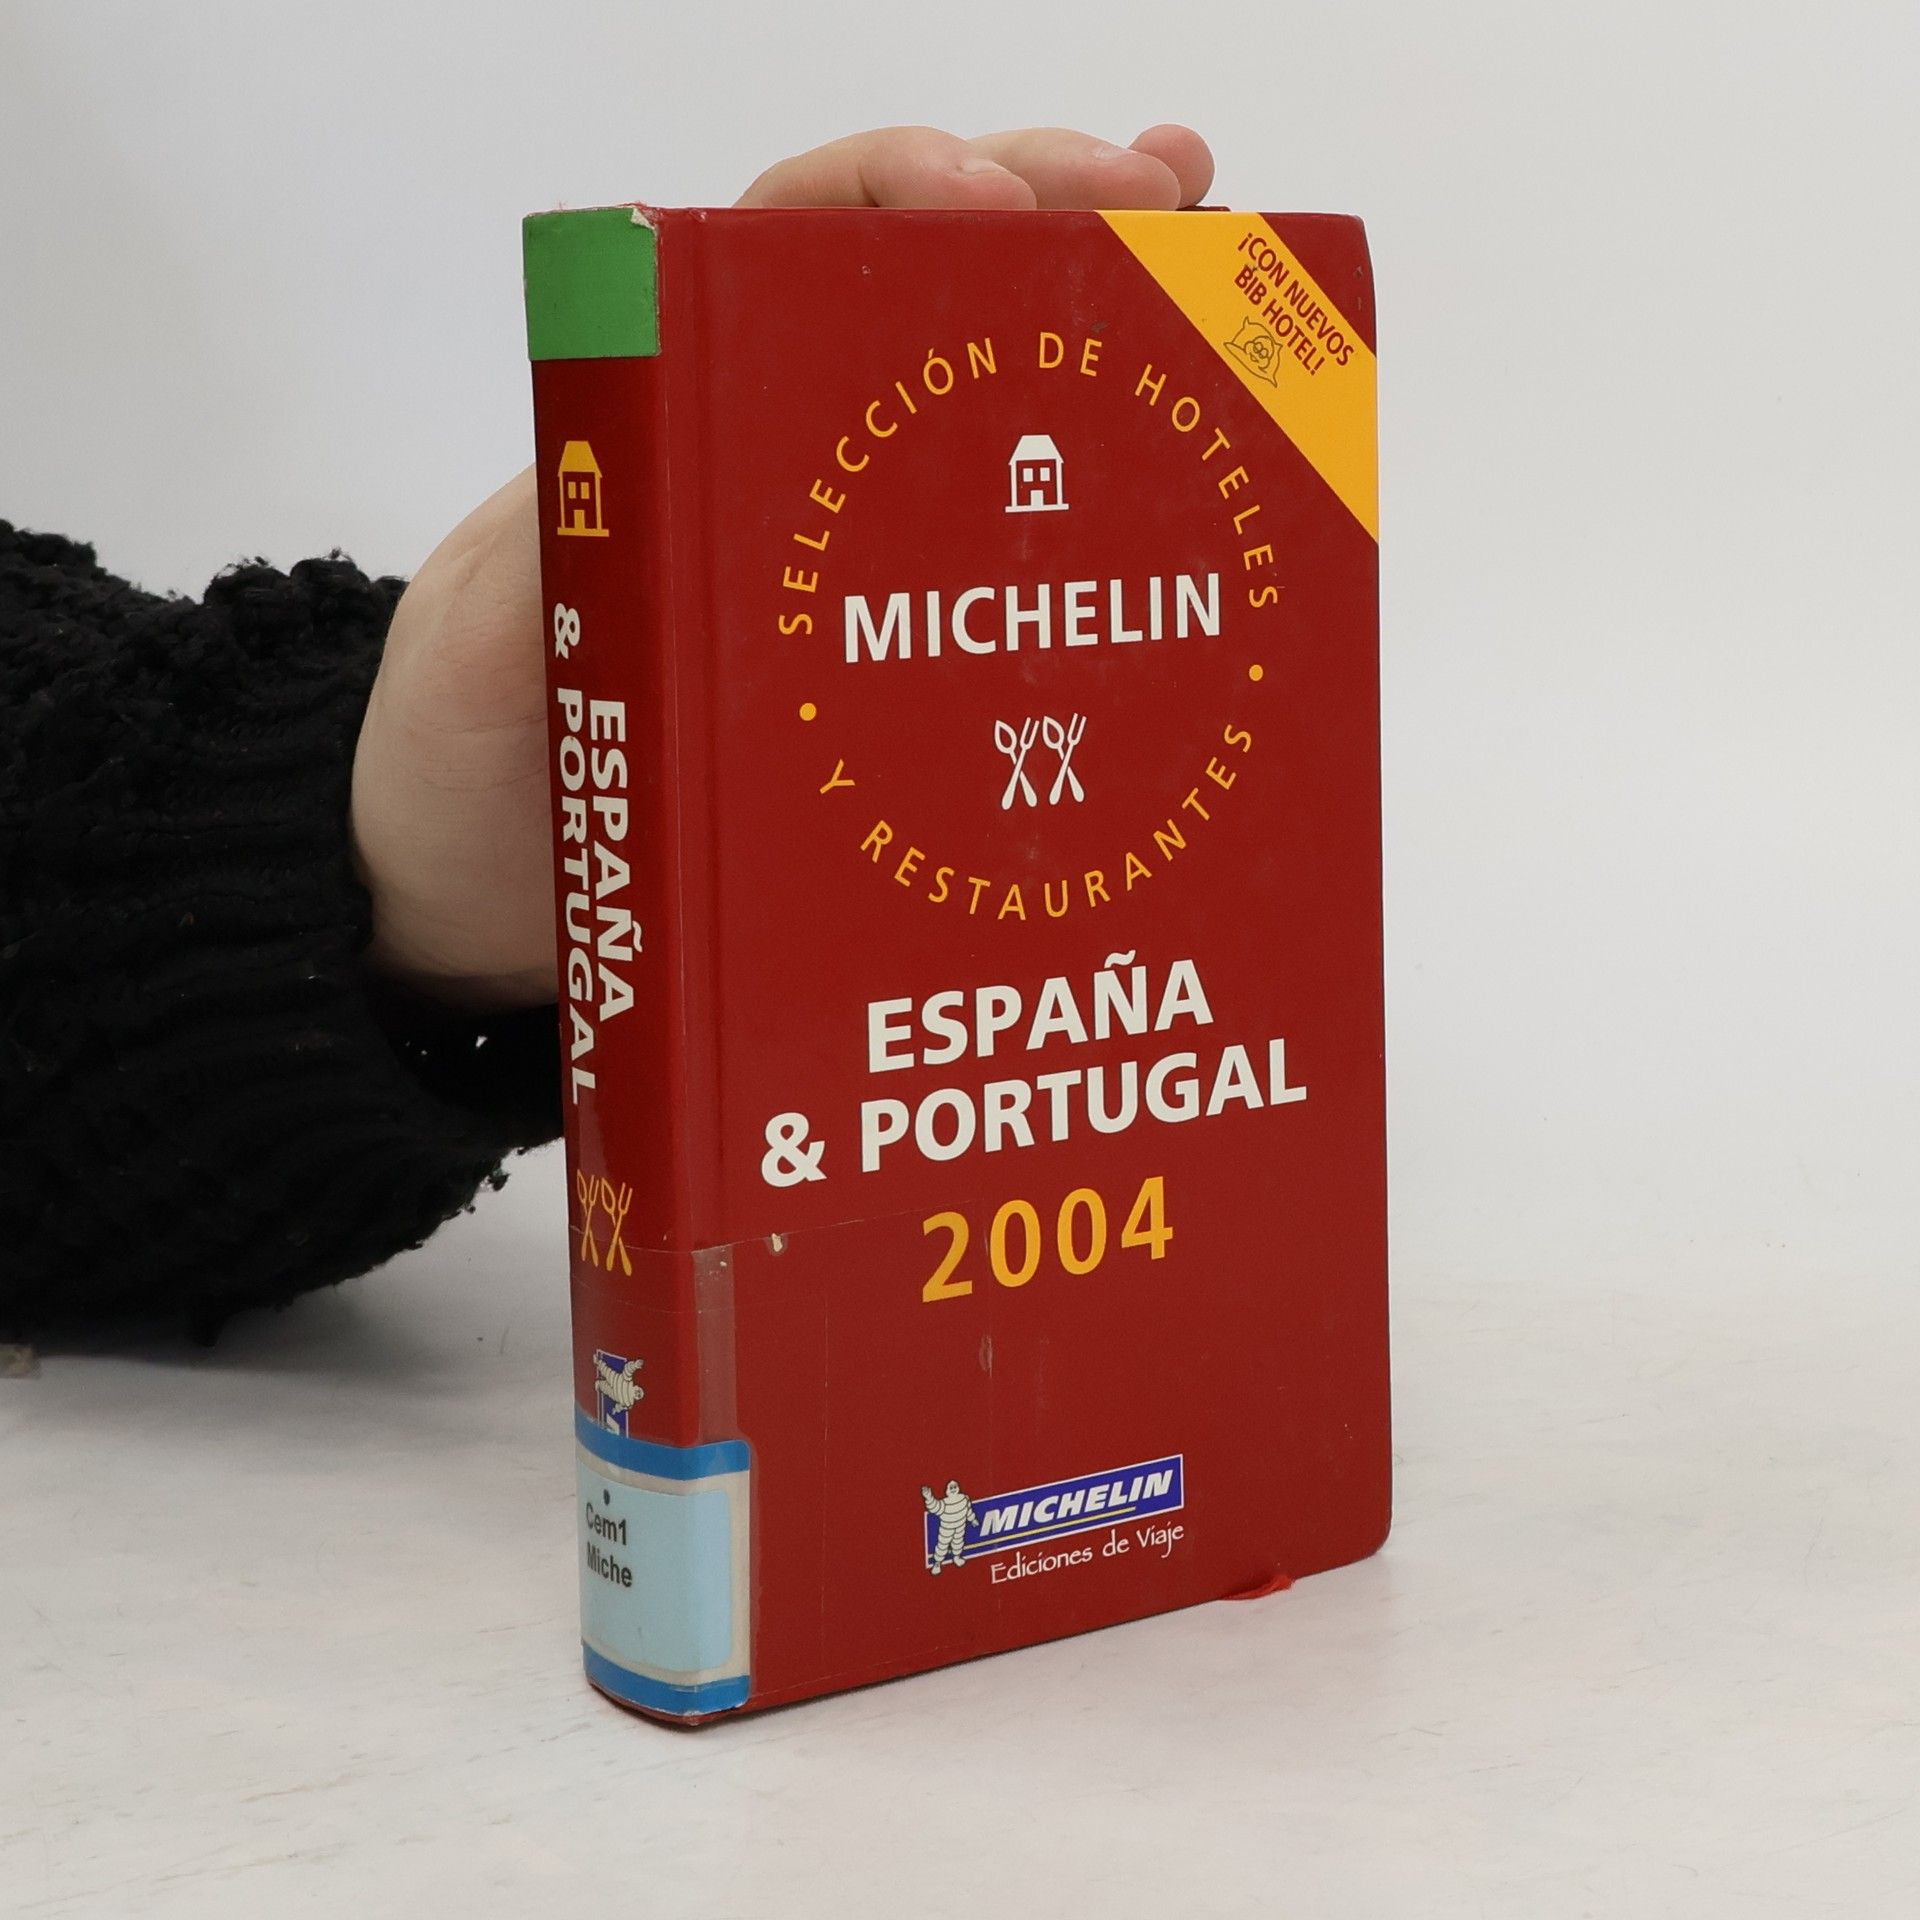 ¡CON NUEVOS
BIB HOTEL!
SELECCIÓN DE HOTELES
MICHELIN
• Y RESTAURANTES •
ESPAÑA
& PORTUGAL
2004
MICHELIN
Ediciones de Viaje
ESPAÑA
& PORTUGAL
Cem1
Miche